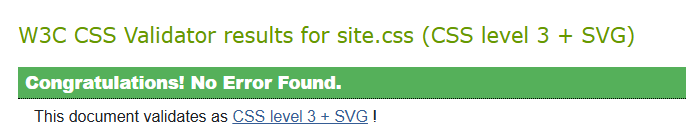 W3C CSS Validator results for site.css (CSS level 3 + SVG)
Congratulations! No Error Found.
This document validates as CSS level 3 + SVG !